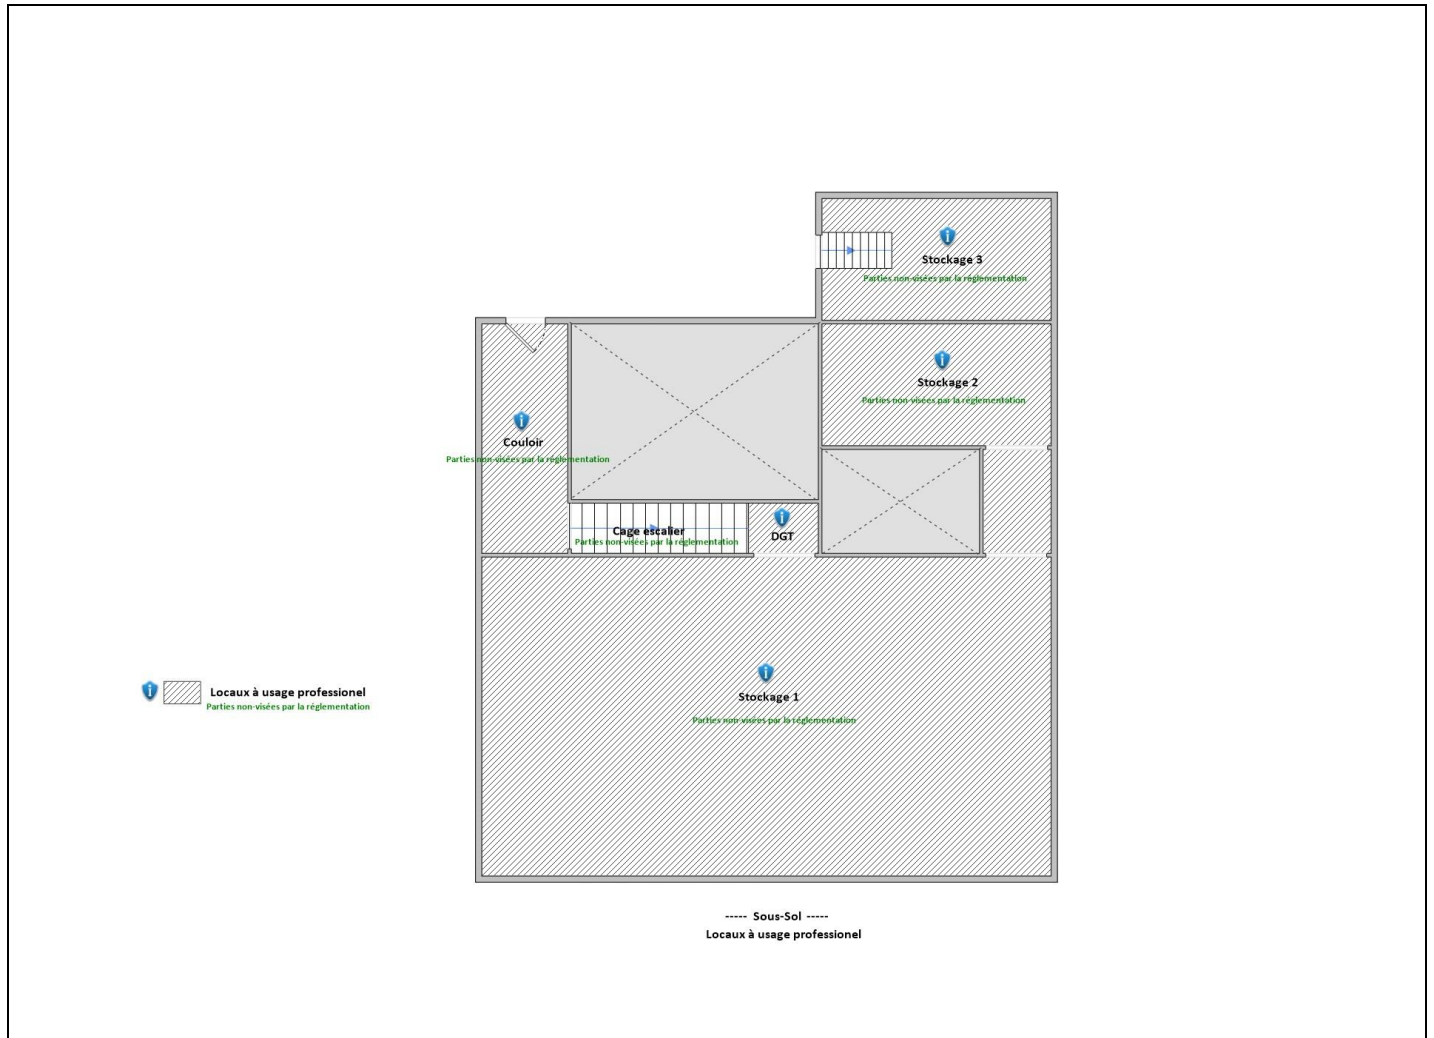 Stockage 3
Parties non-visées par la réglementation
Stockage 2
Parties non-visées par la réglementation
Couloir
Parties non-visées par la réglementation
Cage escalier
Parties non-visées par la réglementation
DGT
Stockage 1
Parties non-visées par la réglementation
Locaux à usage professionel
Parties non-visées par la réglementation
----- Sous-Sol -----
Locaux à usage professionel